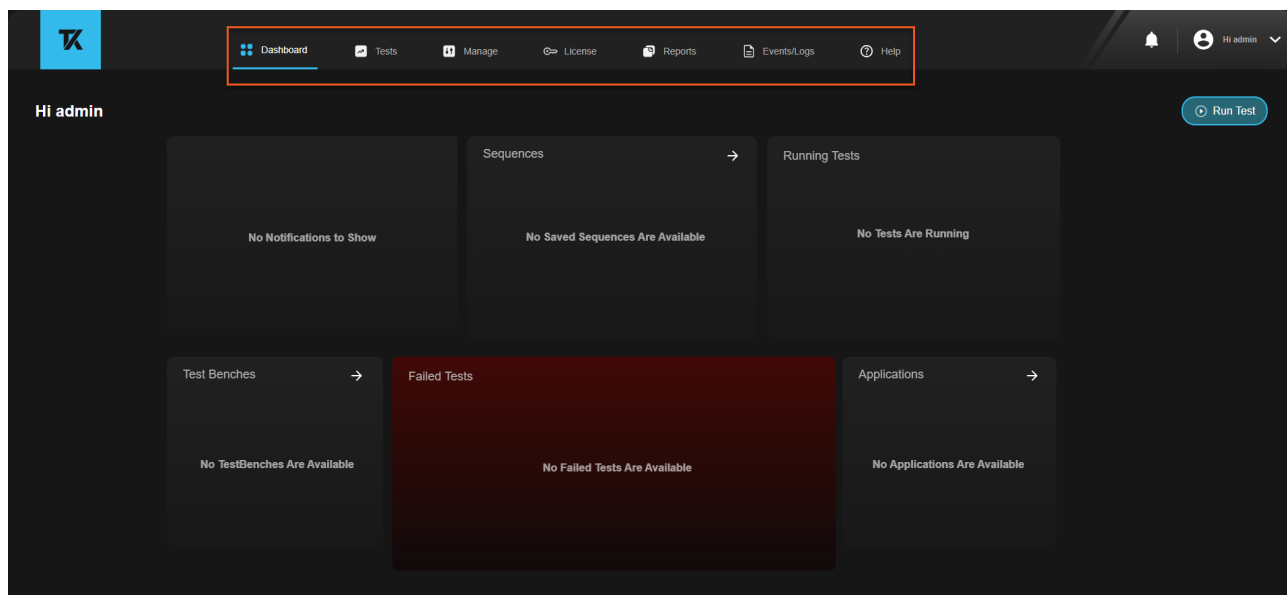 TK
Dashboard
Tests
Manage
License
Reports
Events/Logs
Help
Hi admin
Hi admin
Run Test
No Notifications to Show
Sequences
No Saved Sequences Are Available
Running Tests
No Tests Are Running
Test Benches
No TestBenches Are Available
Failed Tests
No Failed Tests Are Available
Applications
No Applications Are Available